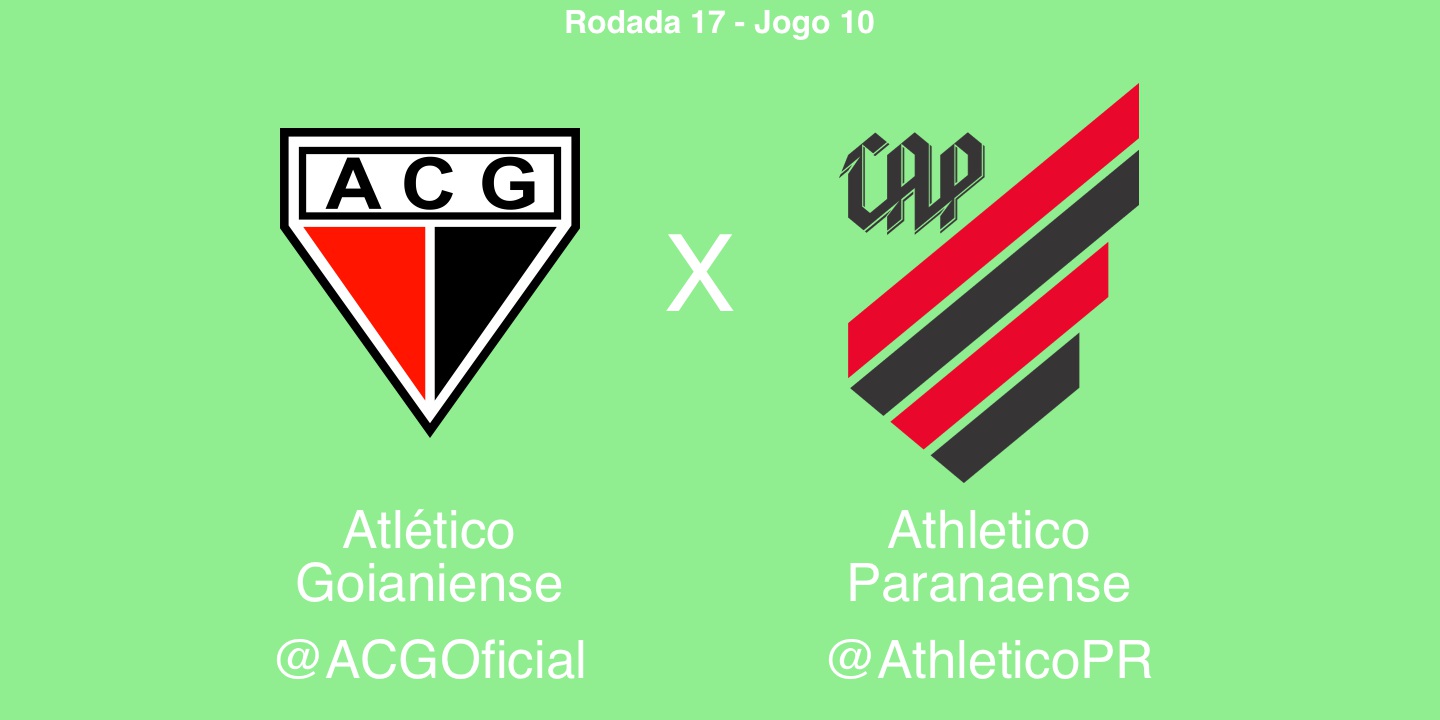 Rodada 17 - Jogo 10
ACG
CAP
X
Atlético
Goianiense
@ACGOficial
Athletico
Paranaense
@AthleticoPR